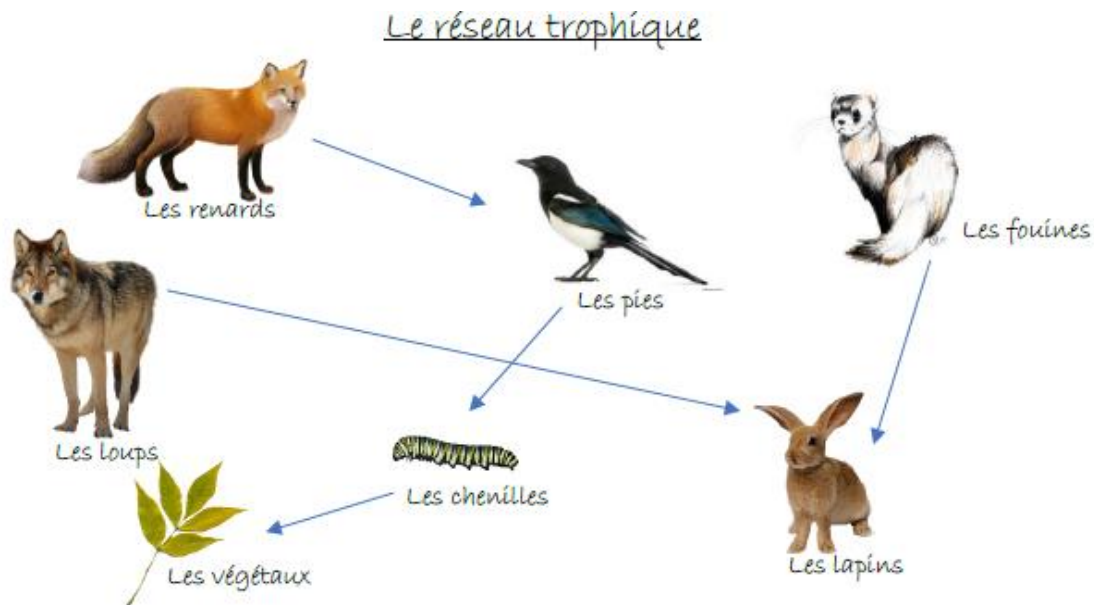 Le réseau trophique
Les renards
Les fouines
Les pies
Les loups
Les chenilles
Les végétaux
Les lapins